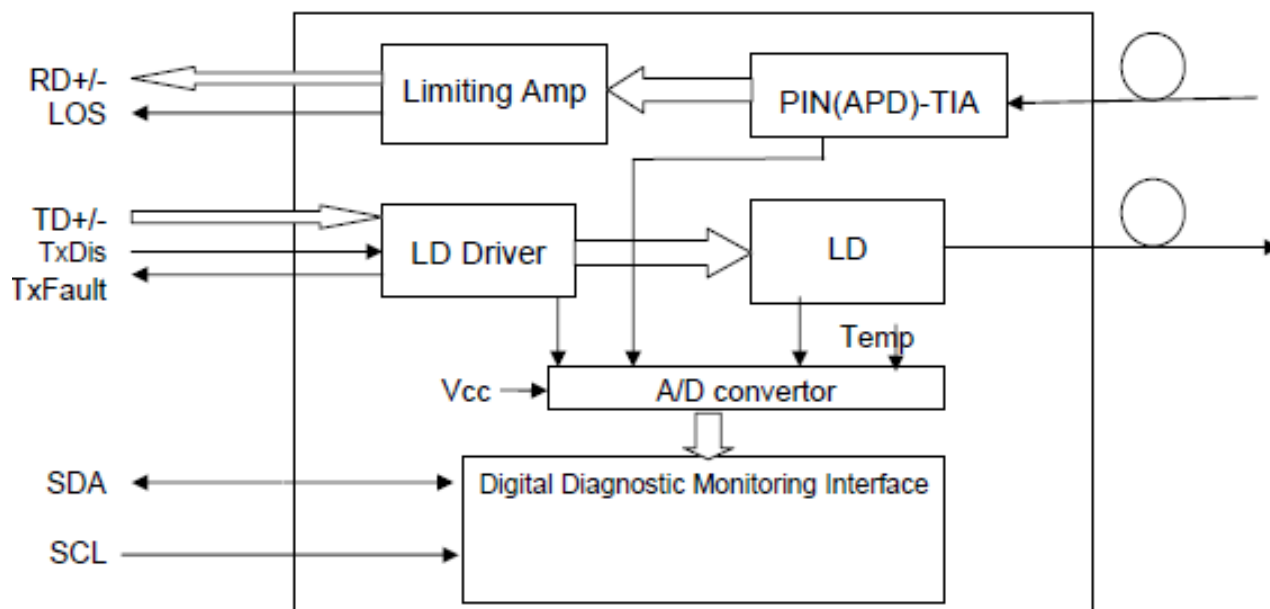 RD+/-
LOS
Limiting Amp
PIN(APD)-TIA
TD+/-
TxDis
TxFault
LD Driver
LD
Temp
Vcc
A/D convertor
SDA
SCL
Digital Diagnostic Monitoring Interface